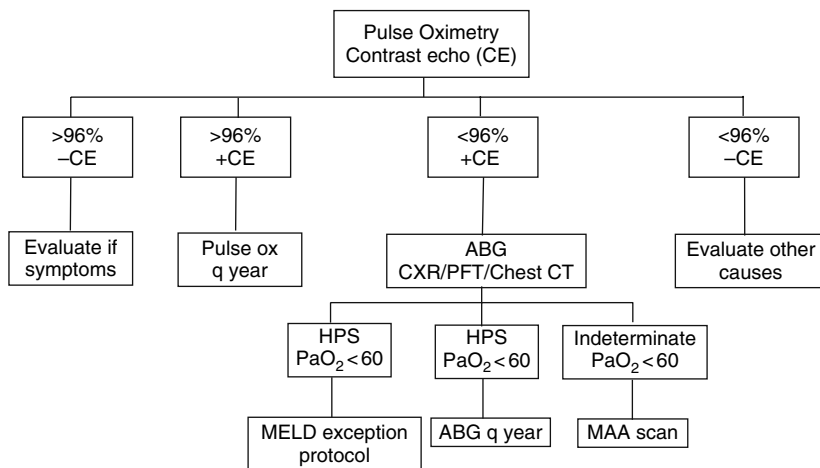 Pulse Oximetry
Contrast echo (CE)
>96%
–CE
>96%
+CE
<96%
+CE
<96%
–CE
Evaluate if
symptoms
Pulse ox
q year
ABG
CXR/PFT/Chest CT
Evaluate other
causes
HPS
PaO₂<60
HPS
PaO₂<60
Indeterminate
PaO₂<60
MELD exception
protocol
ABG q year
MAA scan